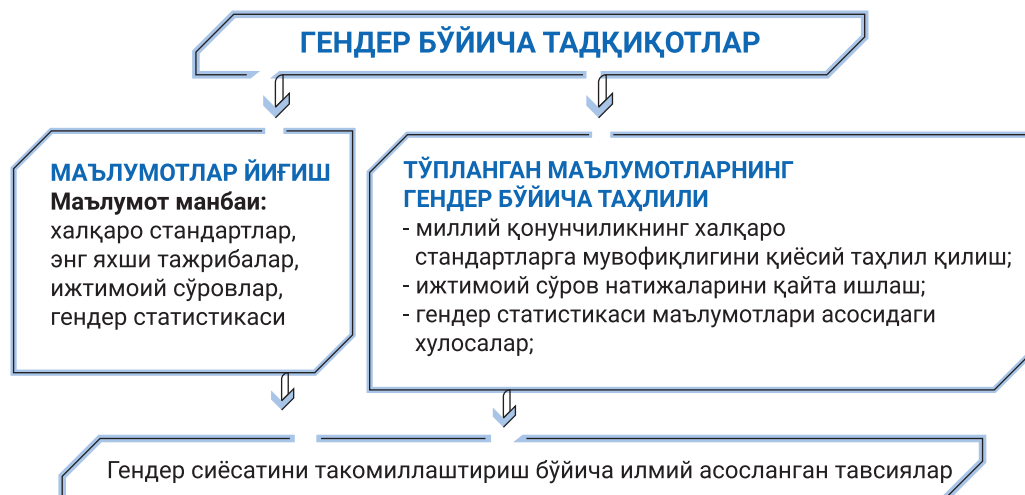 ГЕНДЕР БЎЙИЧА ТАДҚИҚОТЛАР
МАЪЛУМОТЛАР ЙИҒИШ
Маълумот манбаи:
халқаро стандартлар,
энг яхши тажрибалар,
ижтимоий сўровлар,
гендер статистикаси
ТЎПЛАНГАН МАЪЛУМОТЛАРНИНГ
ГЕНДЕР БЎЙИЧА ТАҲЛИЛИ
- миллий қонунчиликнинг халқаро
стандартларга мувофиқлигини қиёсий таҳлил қилиш;
- ижтимоий сўров натижаларини қайта ишлаш;
- гендер статистикаси маълумотлари асосидаги
хулосалар;
Гендер сиёсатини такомиллаштириш бўйича илмий асосланган тавсиялар